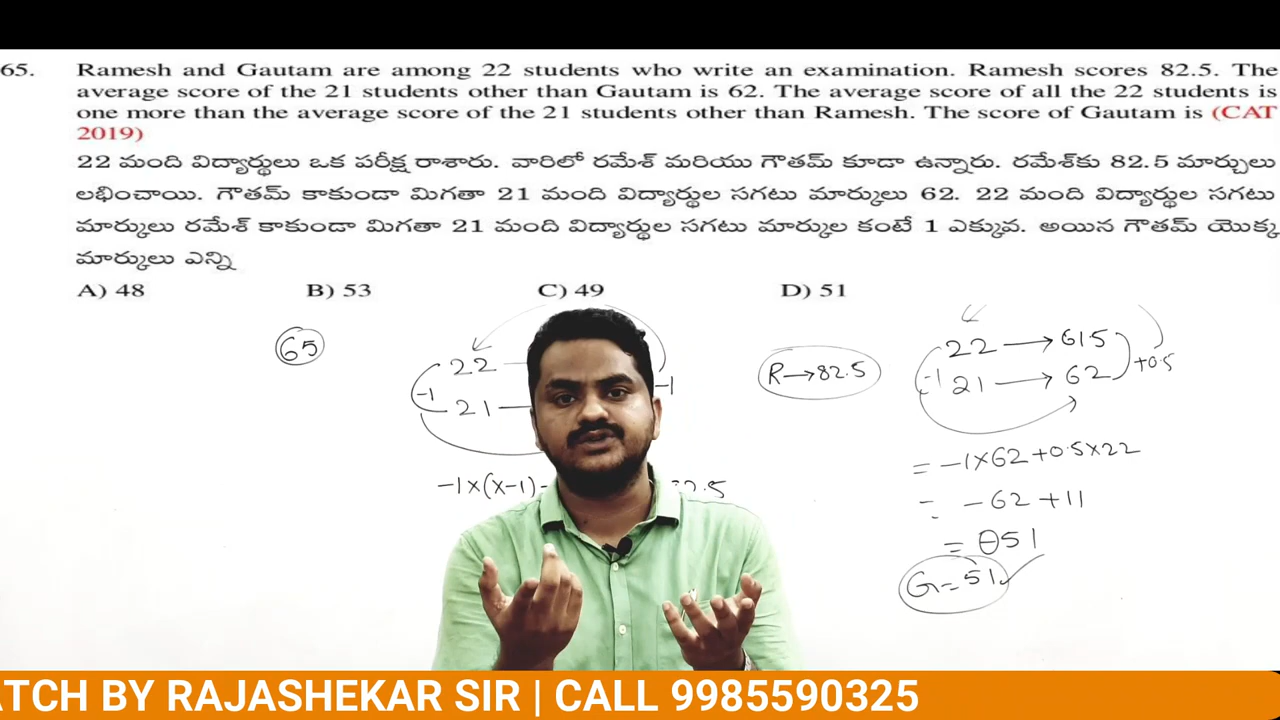 65. Ramesh and Gautam are among 22 students who write an examination. Ramesh scores 82.5. The
average score of the 21 students other than Gautam is 62. The average score of all the 22 students is
one more than the average score of the 21 students other than Ramesh. The score of Gautam is (CAT
2019)
22 మంది విద్యార్థులు ఒక పరీక్ష రాశారు. వారిలో రమేశ్ మరియు గౌతమ్ కూడా ఉన్నారు. రమేశ్‌కు 82.5 మార్చులు
లభించాయి. గౌతమ్ కాకుండా మిగతా 21 మంది విద్యార్థుల సగటు మార్కులు 62. 22 మంది విద్యార్థుల సగటు
మార్కులు రమేశ్ కాకుండా మిగతా 21 మంది విద్యార్థుల సగటు మార్కుల కంటే 1 ఎక్కువ. అయిన గౌతమ్ యొక్క
మార్కులు ఎన్ని
A) 48 B) 53 C) 49 D) 51
65
22
-1
21
-1
-1×(x-1)-
R→82.5
22 → 61.5
-1
21 → 62
+0.5
= -1×62+0.5×22
= -62+11
= ⊖51
G=51✓
ATCH BY RAJASHEKAR SIR | CALL 9985590325